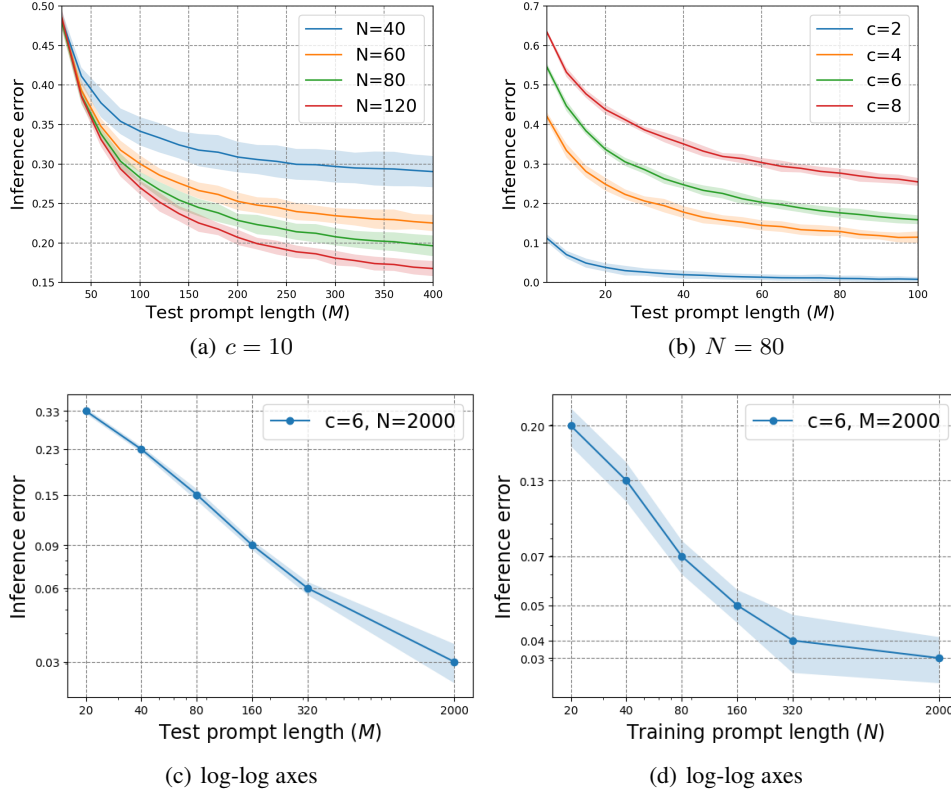 0.50
0.45
0.40
0.35
0.30
0.25
0.20
0.15
Inference error
N=40
N=60
N=80
N=120
50 100 150 200 250 300 350 400
Test prompt length (M)
(a) c = 10
0.7
0.6
0.5
0.4
0.3
0.2
0.1
0.0
Inference error
c=2
c=4
c=6
c=8
20 40 60 80 100
Test prompt length (M)
(b) N = 80
0.33
0.23
0.15
0.09
0.06
0.03
Inference error
c=6, N=2000
20 40 80 160 320 2000
Test prompt length (M)
(c) log-log axes
0.20
0.13
0.07
0.05
0.04
0.03
Inference error
c=6, M=2000
20 40 80 160 320 2000
Training prompt length (N)
(d) log-log axes